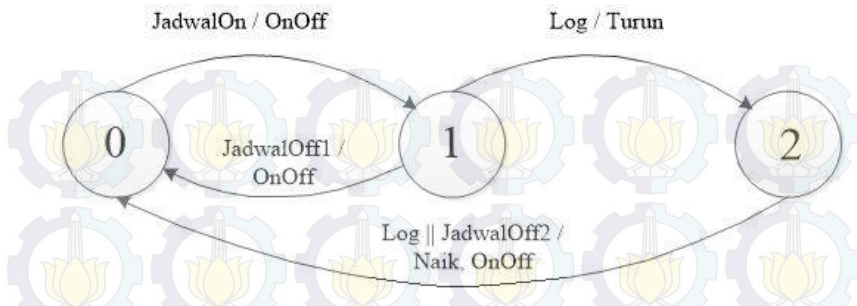 JadwalOn / OnOff
Log / Turun
0
1
2
JadwalOff1 /
OnOff
Log || JadwalOff2 /
Naik, OnOff